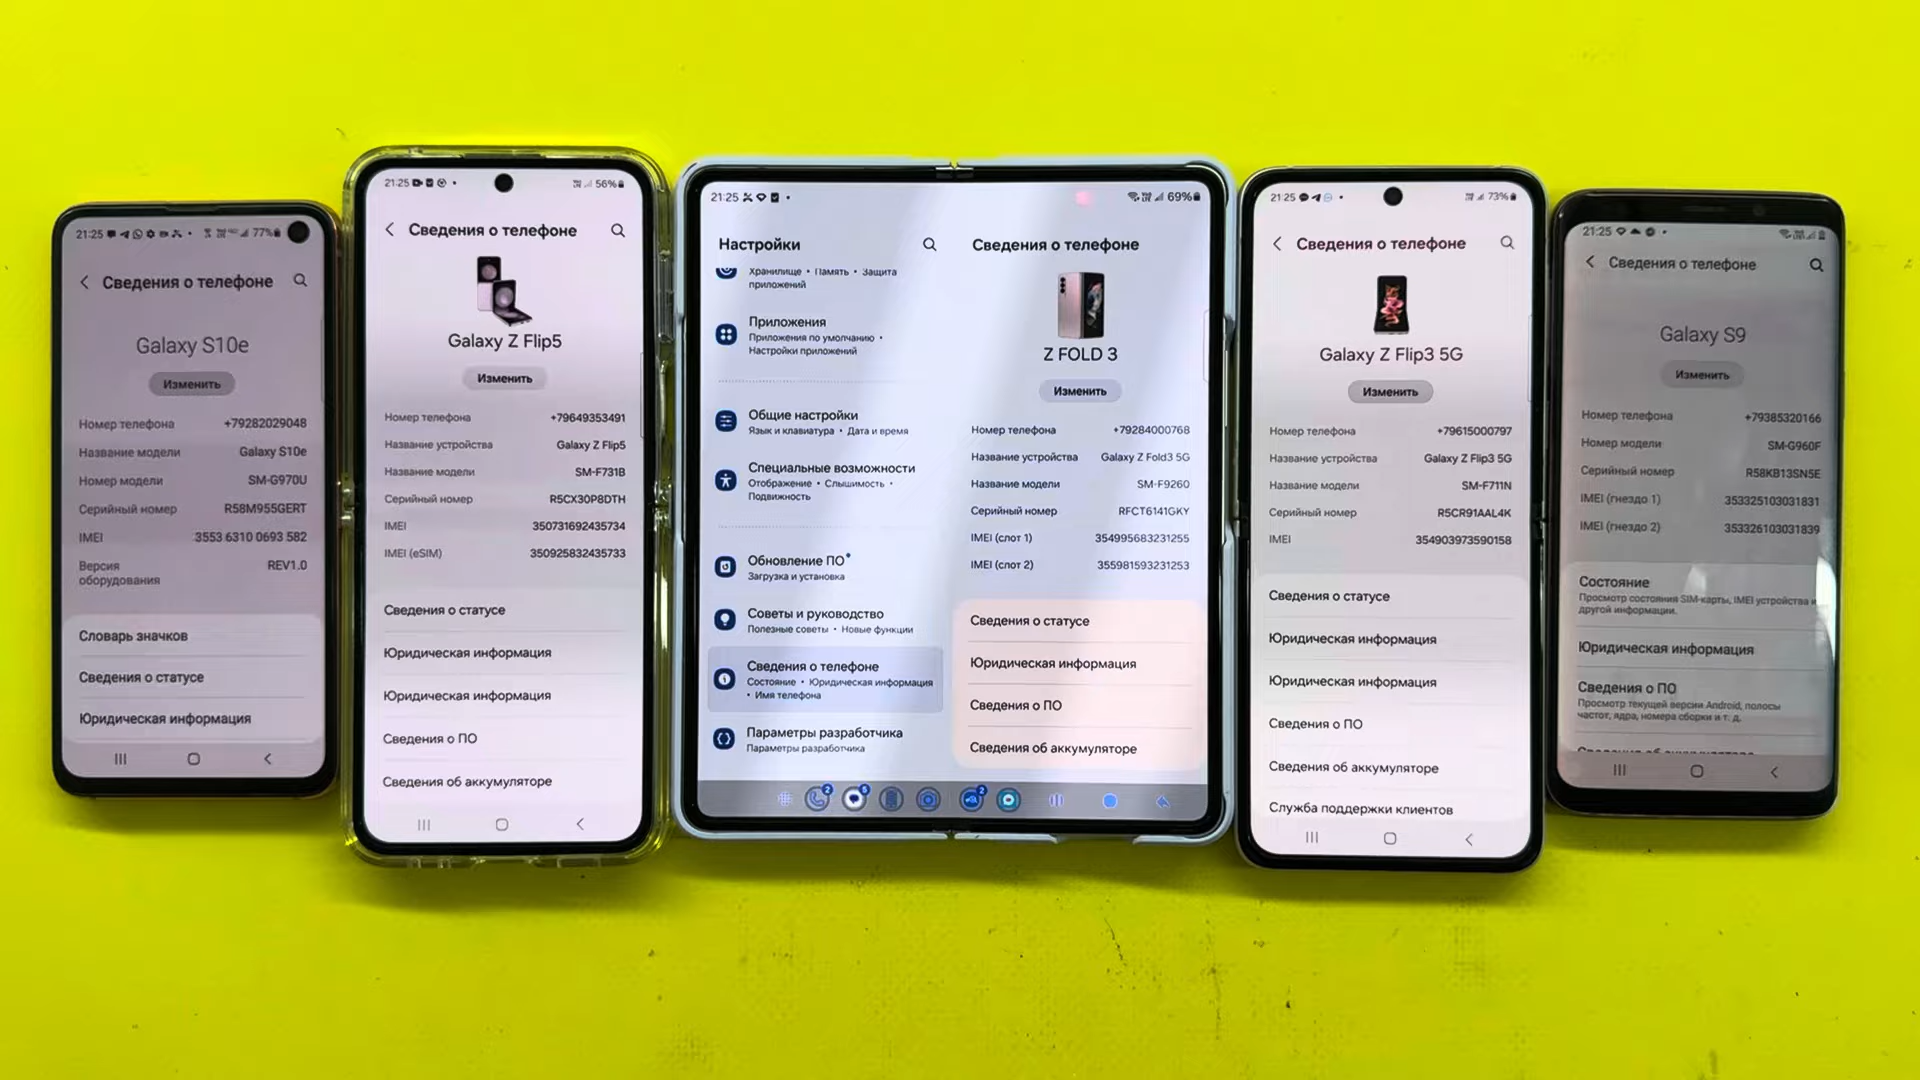 21:25
77%
Сведения о телефоне
Galaxy S10e
Изменить
Номер телефона +79282029048
Название модели Galaxy S10e
Номер модели SM-G970U
Серийный номер R58M955GERT
IMEI 3553 6310 0693 582
Версия оборудования REV1.0
Словарь значков
Сведения о статусе
Юридическая информация
21:25
56%
Сведения о телефоне
Galaxy Z Flip5
Изменить
Номер телефона +79649353491
Название устройства Galaxy Z Flip5
Название модели SM-F731B
Серийный номер R5CX30P8DTH
IMEI 350731692435734
IMEI (eSIM) 350925832435733
Сведения о статусе
Юридическая информация
Юридическая информация
Сведения о ПО
Сведения об аккумуляторе
21:25
69%
Настройки
Хранилище • Память • Защита
приложений
Приложения
Приложения по умолчанию •
Настройки приложений
Общие настройки
Язык и клавиатура • Дата и время
Специальные возможности
Отображение • Слышимость •
Подвижность
Обновление ПО
Загрузка и установка
Советы и руководство
Полезные советы • Новые функции
Сведения о телефоне
Состояние • Юридическая информация
• Имя телефона
Параметры разработчика
Параметры разработчика
2
5
2
Сведения о телефоне
Z FOLD 3
Изменить
Номер телефона +79284000768
Название устройства Galaxy Z Fold3 5G
Название модели SM-F9260
Серийный номер RFCT6141GKY
IMEI (слот 1) 354995683231255
IMEI (слот 2) 355981593231253
Сведения о статусе
Юридическая информация
Сведения о ПО
Сведения об аккумуляторе
21:25
73%
Сведения о телефоне
Galaxy Z Flip3 5G
Изменить
Номер телефона +79615000797
Название устройства Galaxy Z Flip3 5G
Название модели SM-F711N
Серийный номер R5CR91AAL4K
IMEI 354903973590158
Сведения о статусе
Юридическая информация
Юридическая информация
Сведения о ПО
Сведения об аккумуляторе
Служба поддержки клиентов
21:25
Сведения о телефоне
Galaxy S9
Изменить
Номер телефона +79385320166
Номер модели SM-G960F
Серийный номер R58KB13SN5E
IMEI (гнездо 1) 353325103031831
IMEI (гнездо 2) 353326103031839
Состояние
Просмотр состояния SIM-карты, IMEI устройства и
другой информации.
Юридическая информация
Сведения о ПО
Просмотр текущей версии Android, полосы
частот, ядра, номера сборки и т. д.